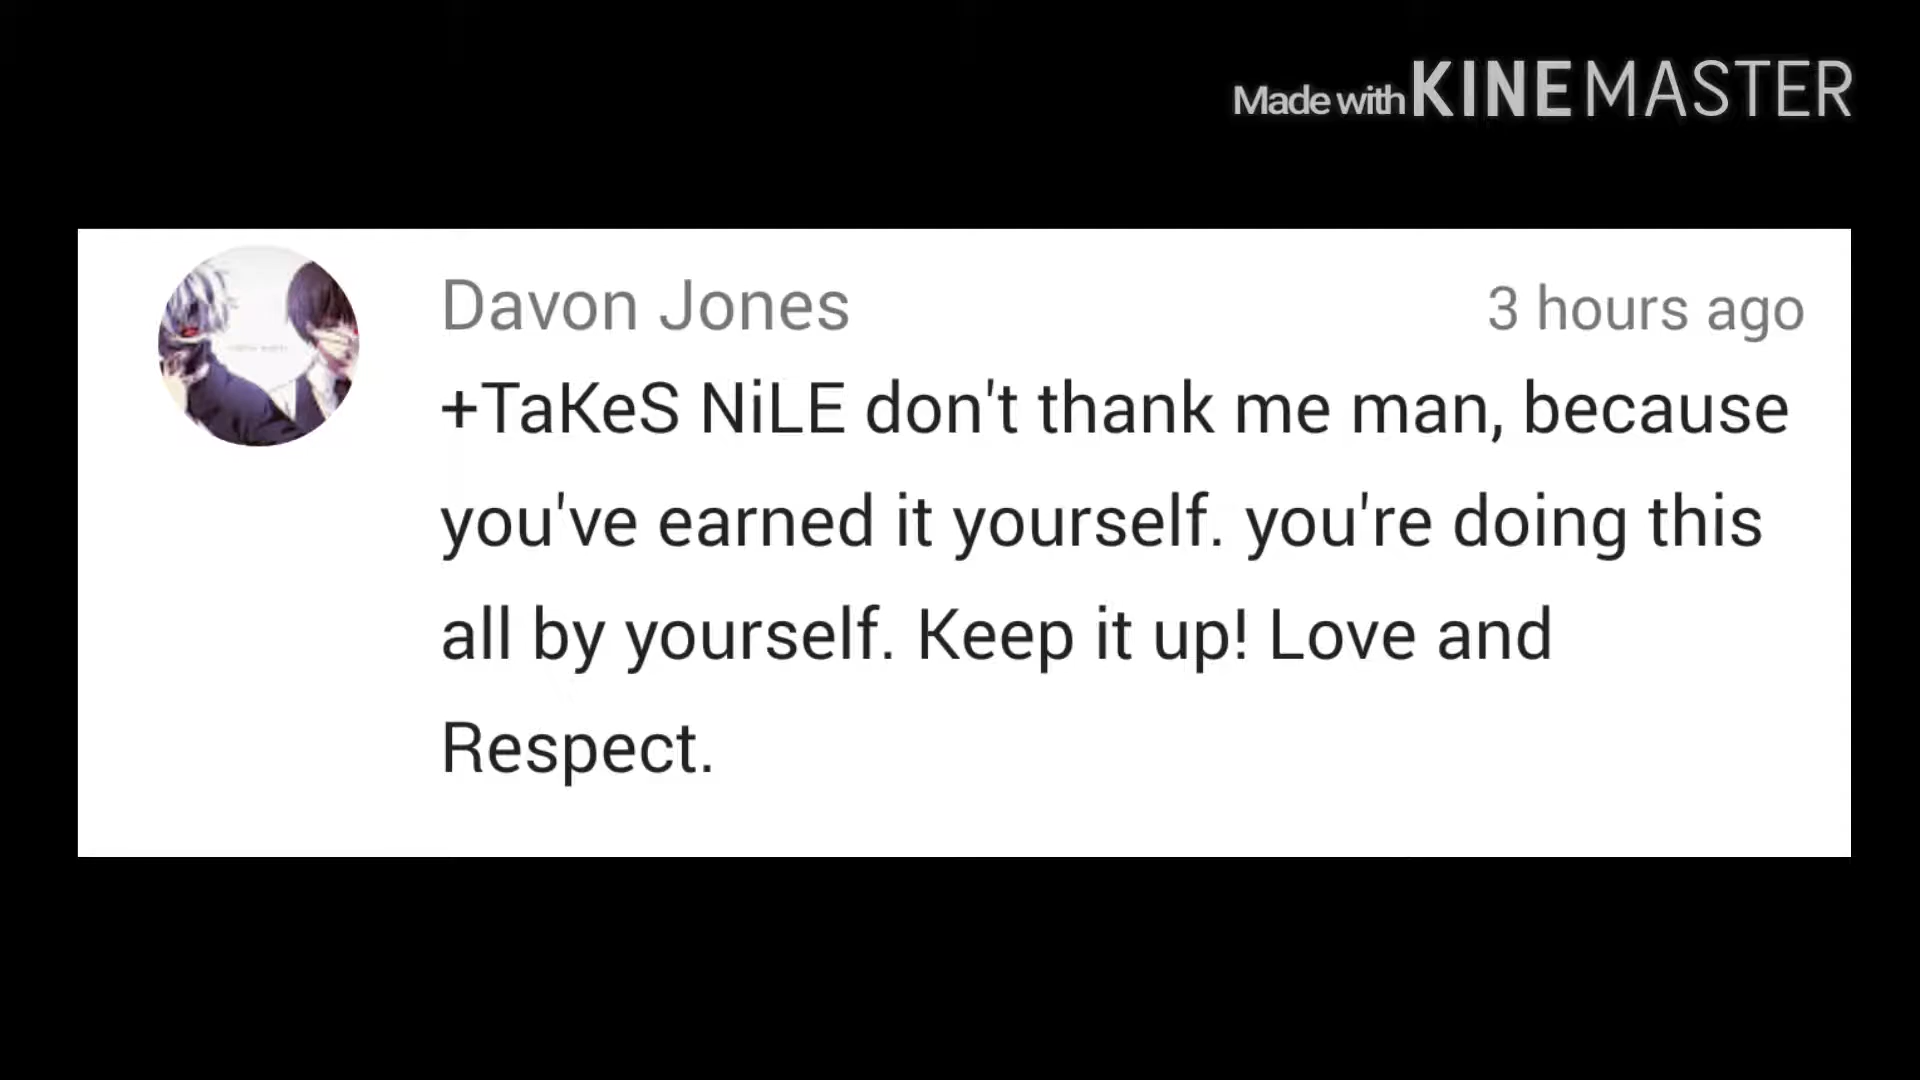 Made with KINEMASTER
Davon Jones
3 hours ago
+TaKeS NiLE don't thank me man, because
you've earned it yourself. you're doing this
all by yourself. Keep it up! Love and
Respect.